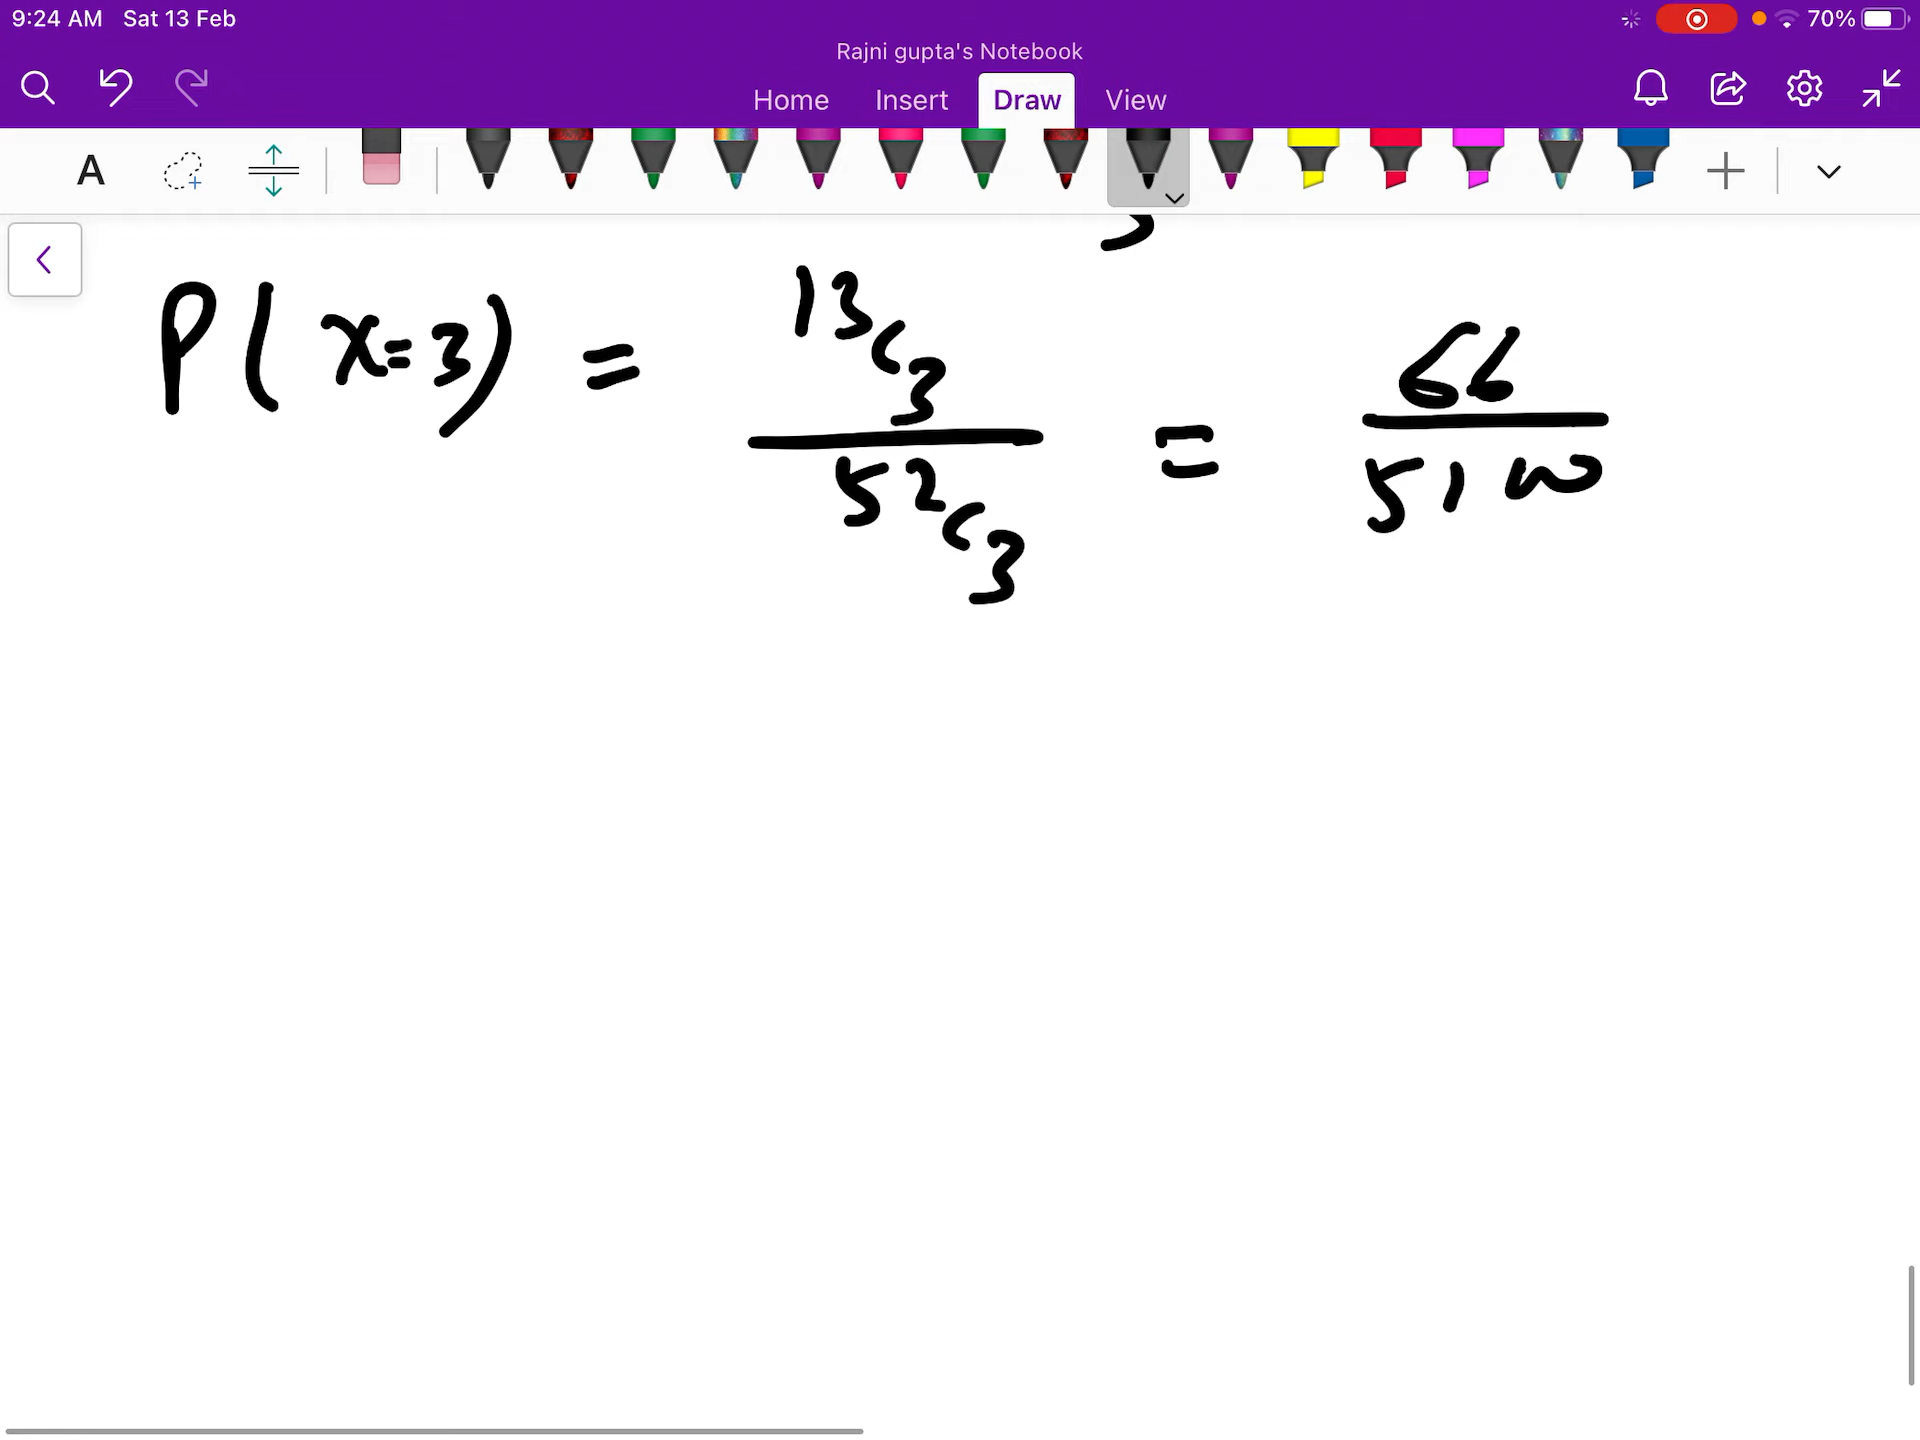 9:24 AM Sat 13 Feb
70%
Rajni gupta's Notebook
Home Insert Draw View
A
P(x=3) = 13c3 / 52c3 = 66 / 5100